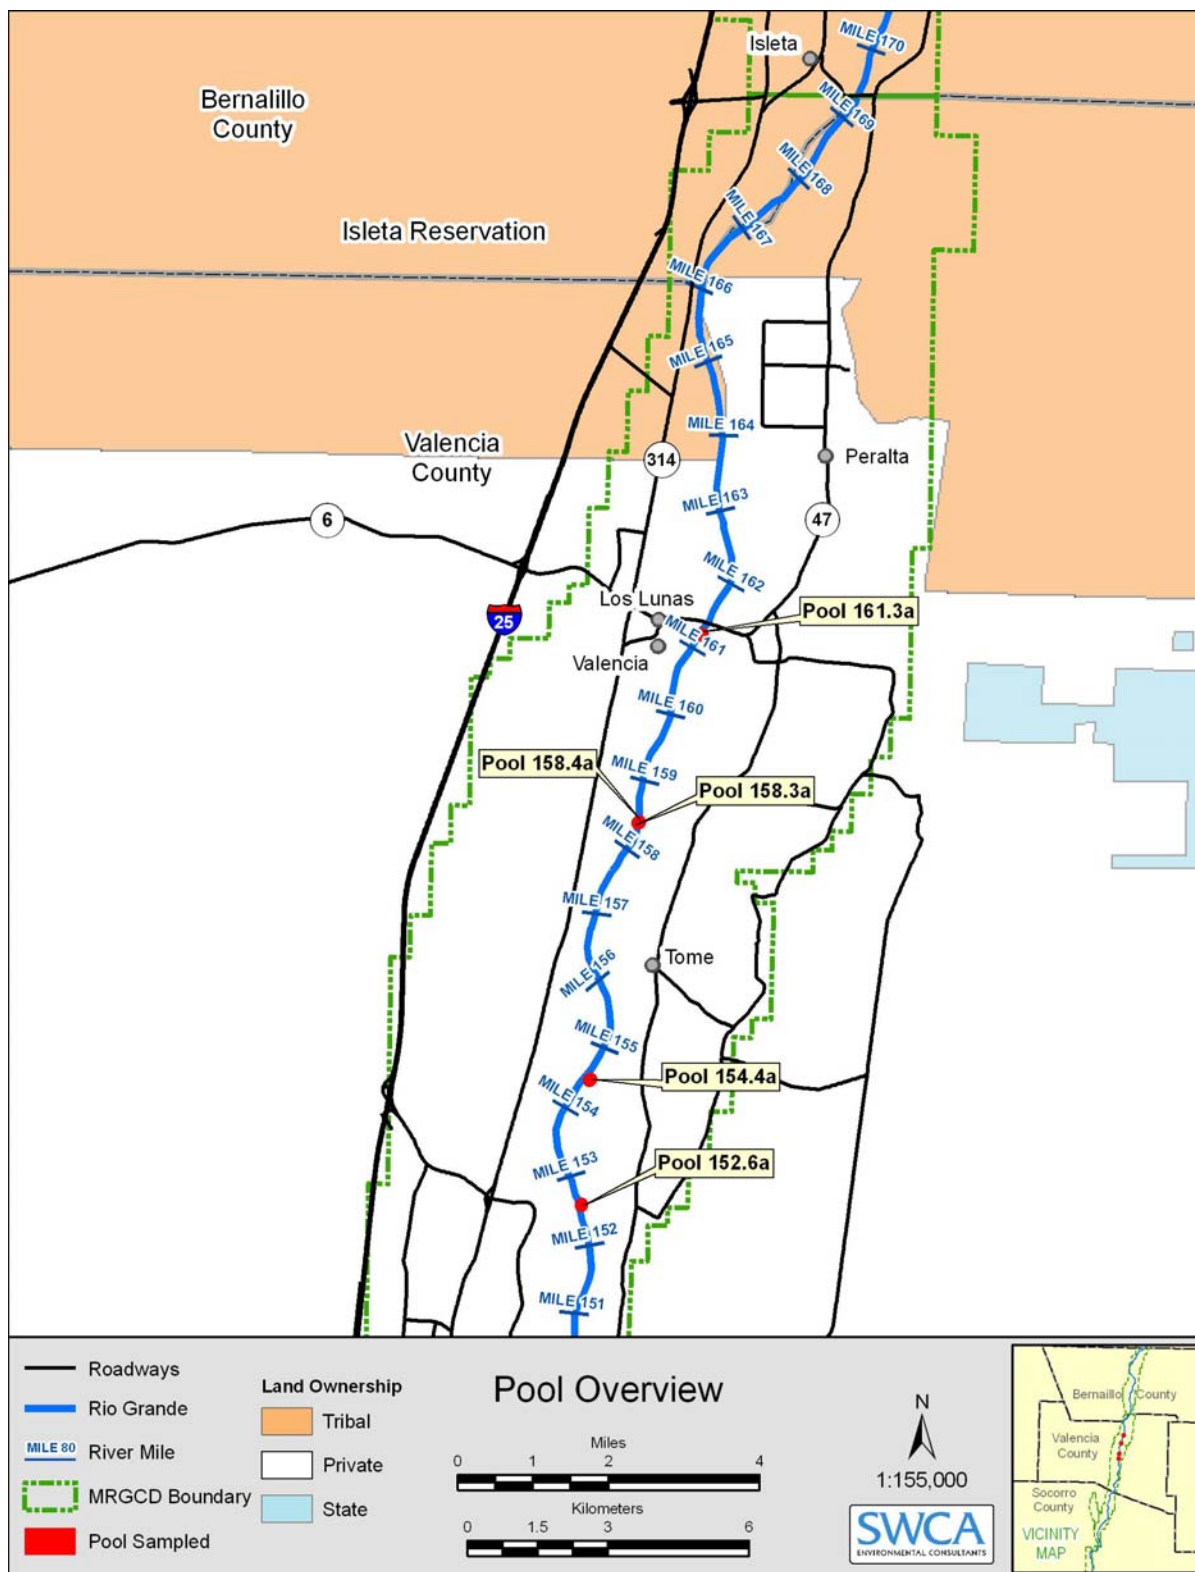 MILE 170
Isleta
Bernalillo
County
MILE 169
MILE 168
Isleta Reservation
MILE 167
MILE 166
MILE 165
MILE 164
Valencia
County
314
Peralta
MILE 163
6
47
MILE 162
Los Lunas
Pool 161.3a
25
MILE 161
Valencia
MILE 160
Pool 158.4a
MILE 159
Pool 158.3a
MILE 158
MILE 157
Tome
MILE 156
MILE 155
Pool 154.4a
MILE 154
MILE 153
Pool 152.6a
MILE 152
MILE 151
Roadways
Rio Grande
MILE 80 River Mile
MRGCD Boundary
Pool Sampled
Land Ownership
Tribal
Private
State
Pool Overview
Miles
0 1 2 4
Kilometers
0 1.5 3 6
N
1:155,000
SWCA
ENVIRONMENTAL CONSULTANTS
Bernaillo County
Valencia
County
Socorro
County
VICINITY
MAP